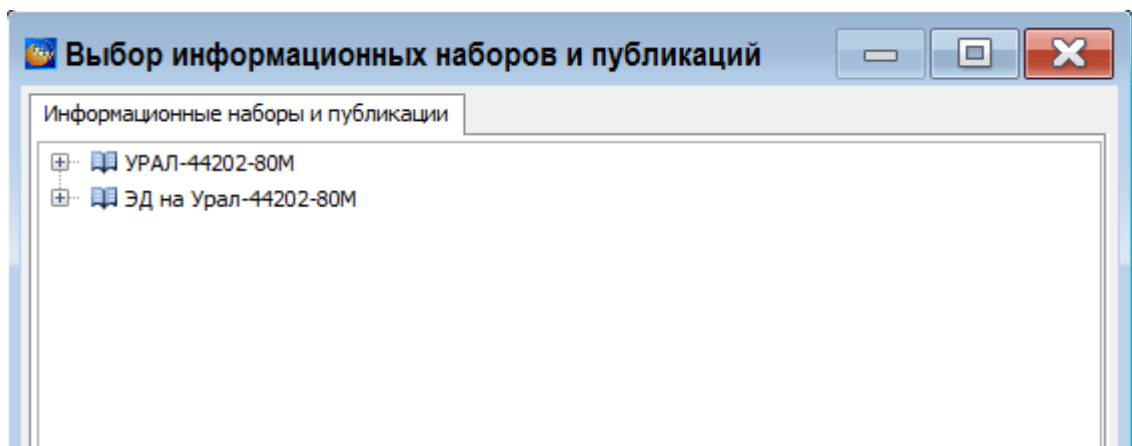 Выбор информационных наборов и публикаций
Информационные наборы и публикации
УРАЛ-44202-80М
ЭД на Урал-44202-80М